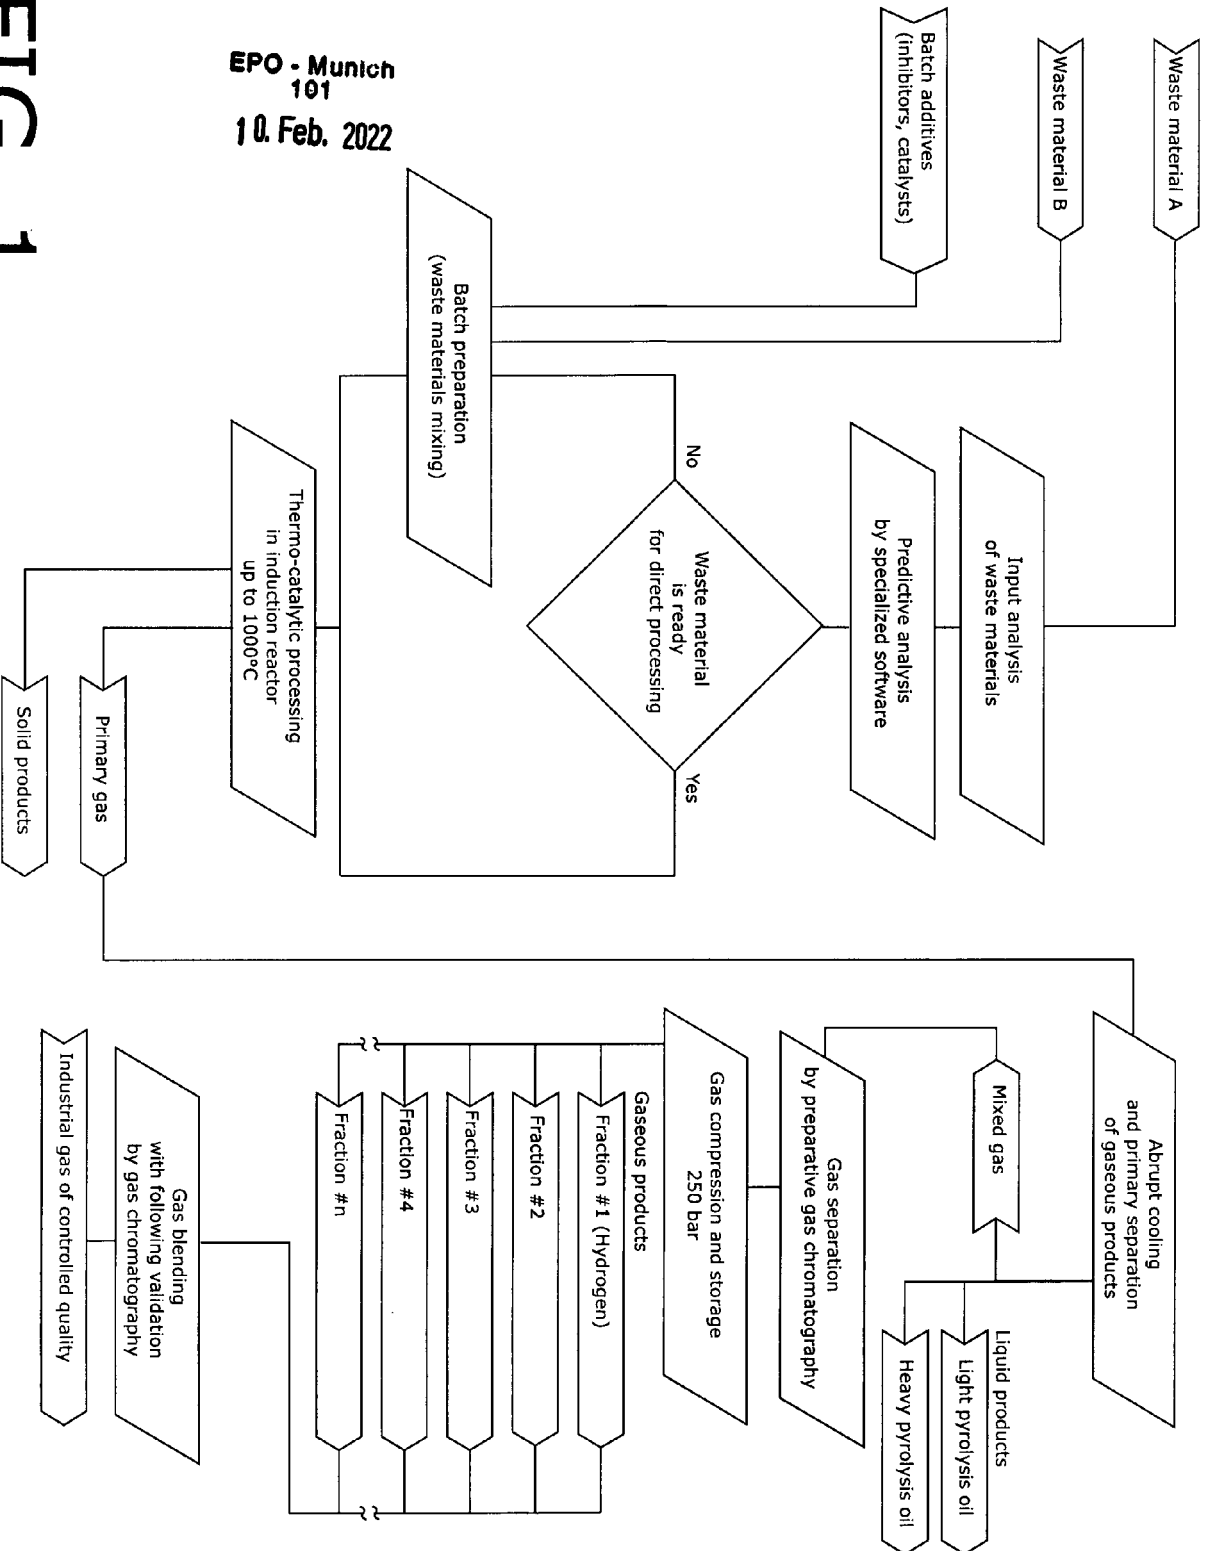 EPO - Munich
101
10. Feb. 2022
Waste material A
Waste material B
Batch additives
(inhibitors, catalysts)
Input analysis
of waste materials
Predictive analysis
by specialized software
Waste material
is ready
for direct processing
No
Yes
Batch preparation
(waste materials mixing)
Thermo-catalytic processing
in induction reactor
up to 1000°C
Primary gas
Solid products
Abrupt cooling
and primary separation
of gaseous products
Mixed gas
Liquid products
Light pyrolysis oil
Heavy pyrolysis oil
Gas separation
by preparative gas chromatography
Gas compression and storage
250 bar
Gaseous products
Fraction #1 (Hydrogen)
Fraction #2
Fraction #3
Fraction #4
Fraction #n
Gas blending
with following validation
by gas chromatography
Industrial gas of controlled quality
FIG 1